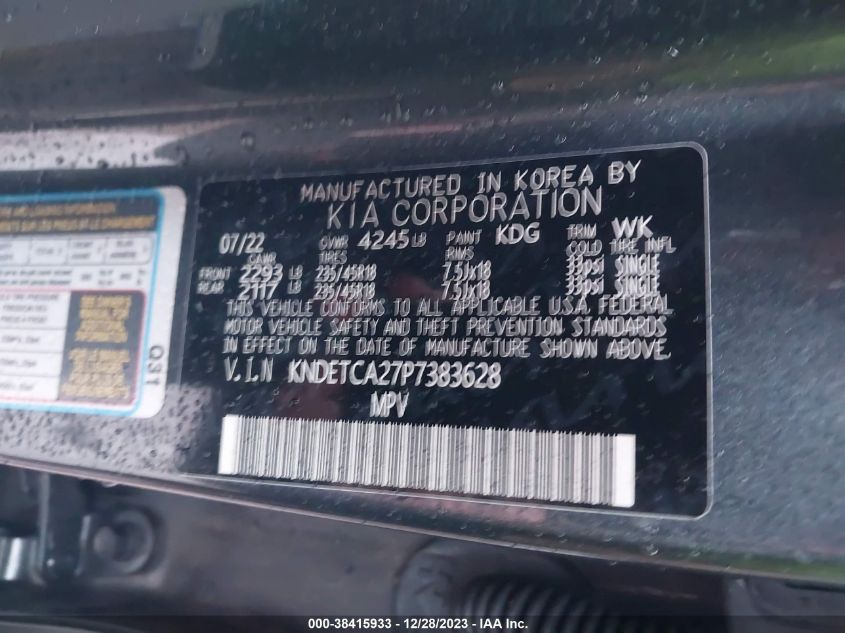 MANUFACTURED IN KOREA BY
KIA CORPORATION
07/22 GVWR 4245 LB PAINT KDG TRIM WK
GAWR TIRES RIMS COLD TIRE INFL
FRONT 2293 LB 235/45R18 7.5Jx18 33psi SINGLE
REAR 2117 LB 235/45R18 7.5Jx18 33psi SINGLE
THIS VEHICLE CONFORMS TO ALL APPLICABLE U.S.A. FEDERAL
MOTOR VEHICLE SAFETY AND THEFT PREVENTION STANDARDS
IN EFFECT ON THE DATE OF MANUFACTURE SHOWN ABOVE.
V.I.N KNDETCA27P7383628
MPV
Q31
000-38415933 - 12/28/2023 - IAA Inc.